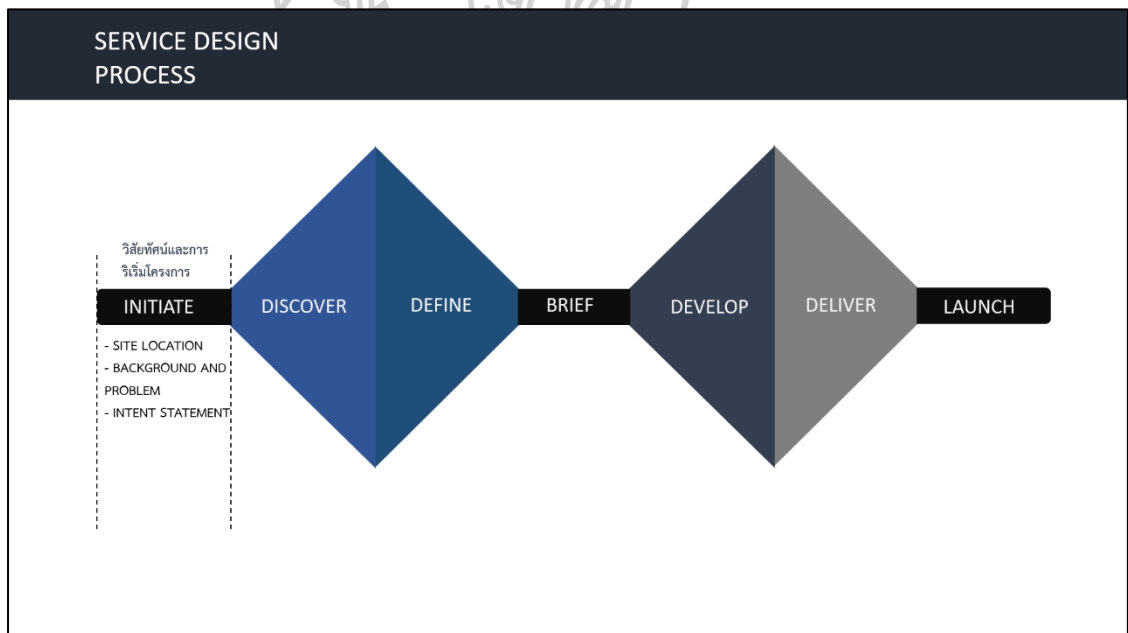 SERVICE DESIGN
PROCESS
วิสัยทัศน์และการ
ริเริ่มโครงการ
INITIATE
DISCOVER
DEFINE
BRIEF
DEVELOP
DELIVER
LAUNCH
- SITE LOCATION
- BACKGROUND AND
PROBLEM
- INTENT STATEMENT